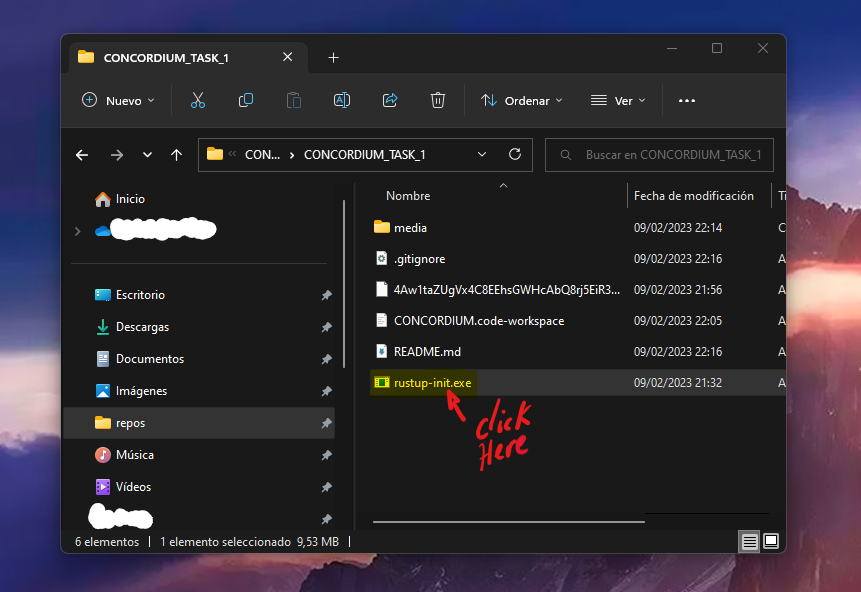 CONCORDIUM_TASK_1
Nuevo
Ordenar
Ver
CON... > CONCORDIUM_TASK_1
Buscar en CONCORDIUM_TASK_1
Inicio
Escritorio
Descargas
Documentos
Imágenes
repos
Música
Vídeos
Nombre Fecha de modificación Ti
media 09/02/2023 22:14 C
.gitignore 09/02/2023 22:16 A
4Aw1taZUgVx4C8EEhsGWHcAbQ8rj5EiR3... 09/02/2023 21:56 A
CONCORDIUM.code-workspace 09/02/2023 22:05 A
README.md 09/02/2023 22:16 A
rustup-init.exe 09/02/2023 21:32 A
click
Here
6 elementos | 1 elemento seleccionado 9,53 MB |